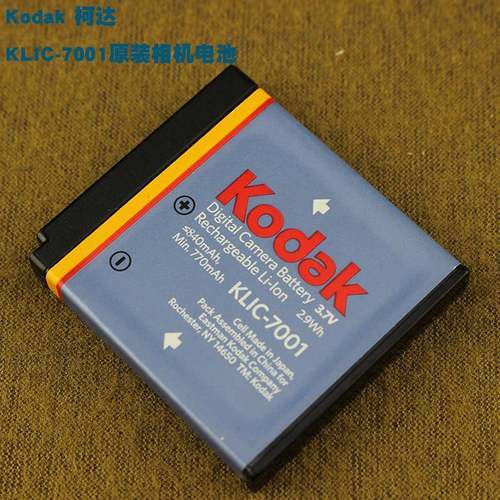 Kodak 柯达
KLIC-7001原装相机电池
Kodak
Digital Camera Battery 3.7V
Rechargeable Li-Ion 2.9Wh
≤840mAh,
Min. 770mAh
KLIC-7001
Cell Made in Japan,
Pack Assembled in China for
Eastman Kodak Company
Rochester, NY 14650 TM: Kodak